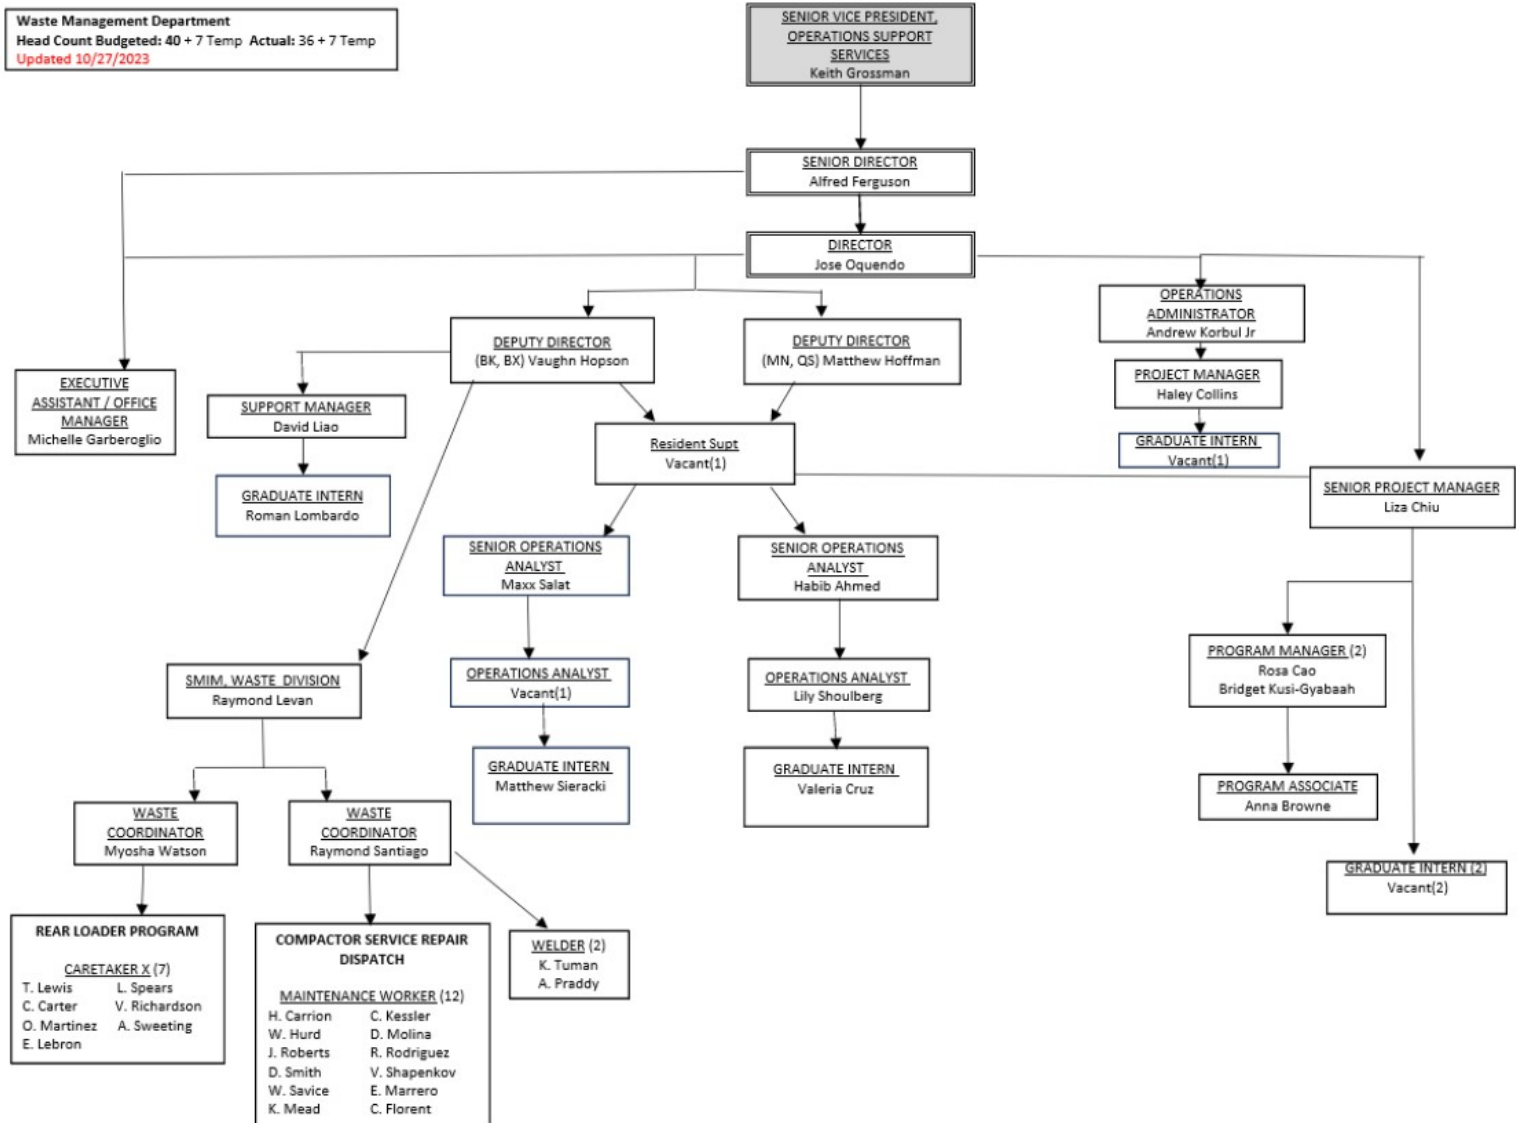 Waste Management Department
Head Count Budgeted: 40 + 7 Temp Actual: 36 + 7 Temp
Updated 10/27/2023
SENIOR VICE PRESIDENT,
OPERATIONS SUPPORT
SERVICES
Keith Grossman
SENIOR DIRECTOR
Alfred Ferguson
DIRECTOR
Jose Oquendo
OPERATIONS
ADMINISTRATOR
Andrew Korbul Jr
DEPUTY DIRECTOR
(BK, BX) Vaughn Hopson
DEPUTY DIRECTOR
(MN, QS) Matthew Hoffman
PROJECT MANAGER
Haley Collins
EXECUTIVE
ASSISTANT / OFFICE
MANAGER
Michelle Garberoglio
SUPPORT MANAGER
David Liao
Resident Supt
Vacant(1)
GRADUATE INTERN
Vacant(1)
GRADUATE INTERN
Roman Lombardo
SENIOR PROJECT MANAGER
Liza Chiu
SENIOR OPERATIONS
ANALYST
Maxx Salat
SENIOR OPERATIONS
ANALYST
Habib Ahmed
PROGRAM MANAGER (2)
Rosa Cao
Bridget Kusi-Gyabaah
SMIM, WASTE DIVISION
Raymond Levan
OPERATIONS ANALYST
Vacant(1)
OPERATIONS ANALYST
Lily Shoulberg
GRADUATE INTERN
Matthew Sieracki
GRADUATE INTERN
Valeria Cruz
PROGRAM ASSOCIATE
Anna Browne
WASTE
COORDINATOR
Myosha Watson
WASTE
COORDINATOR
Raymond Santiago
GRADUATE INTERN (2)
Vacant(2)
REAR LOADER PROGRAM
CARETAKER X (7)
T. Lewis L. Spears
C. Carter V. Richardson
O. Martinez A. Sweeting
E. Lebron
COMPACTOR SERVICE REPAIR
DISPATCH
MAINTENANCE WORKER (12)
H. Carrion C. Kessler
W. Hurd D. Molina
J. Roberts R. Rodriguez
D. Smith V. Shapenkov
W. Savice E. Marrero
K. Mead C. Florent
WELDER (2)
K. Tuman
A. Praddy